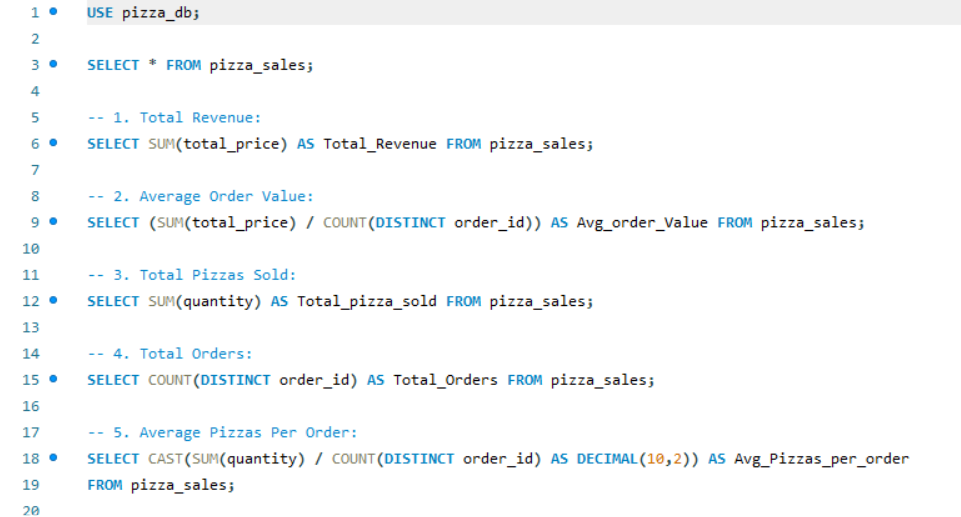 1 USE pizza_db;
2
3 SELECT * FROM pizza_sales;
4
5 -- 1. Total Revenue:
6 SELECT SUM(total_price) AS Total_Revenue FROM pizza_sales;
7
8 -- 2. Average Order Value:
9 SELECT (SUM(total_price) / COUNT(DISTINCT order_id)) AS Avg_order_Value FROM pizza_sales;
10
11 -- 3. Total Pizzas Sold:
12 SELECT SUM(quantity) AS Total_pizza_sold FROM pizza_sales;
13
14 -- 4. Total Orders:
15 SELECT COUNT(DISTINCT order_id) AS Total_Orders FROM pizza_sales;
16
17 -- 5. Average Pizzas Per Order:
18 SELECT CAST(SUM(quantity) / COUNT(DISTINCT order_id) AS DECIMAL(10,2)) AS Avg_Pizzas_per_order
19 FROM pizza_sales;
20